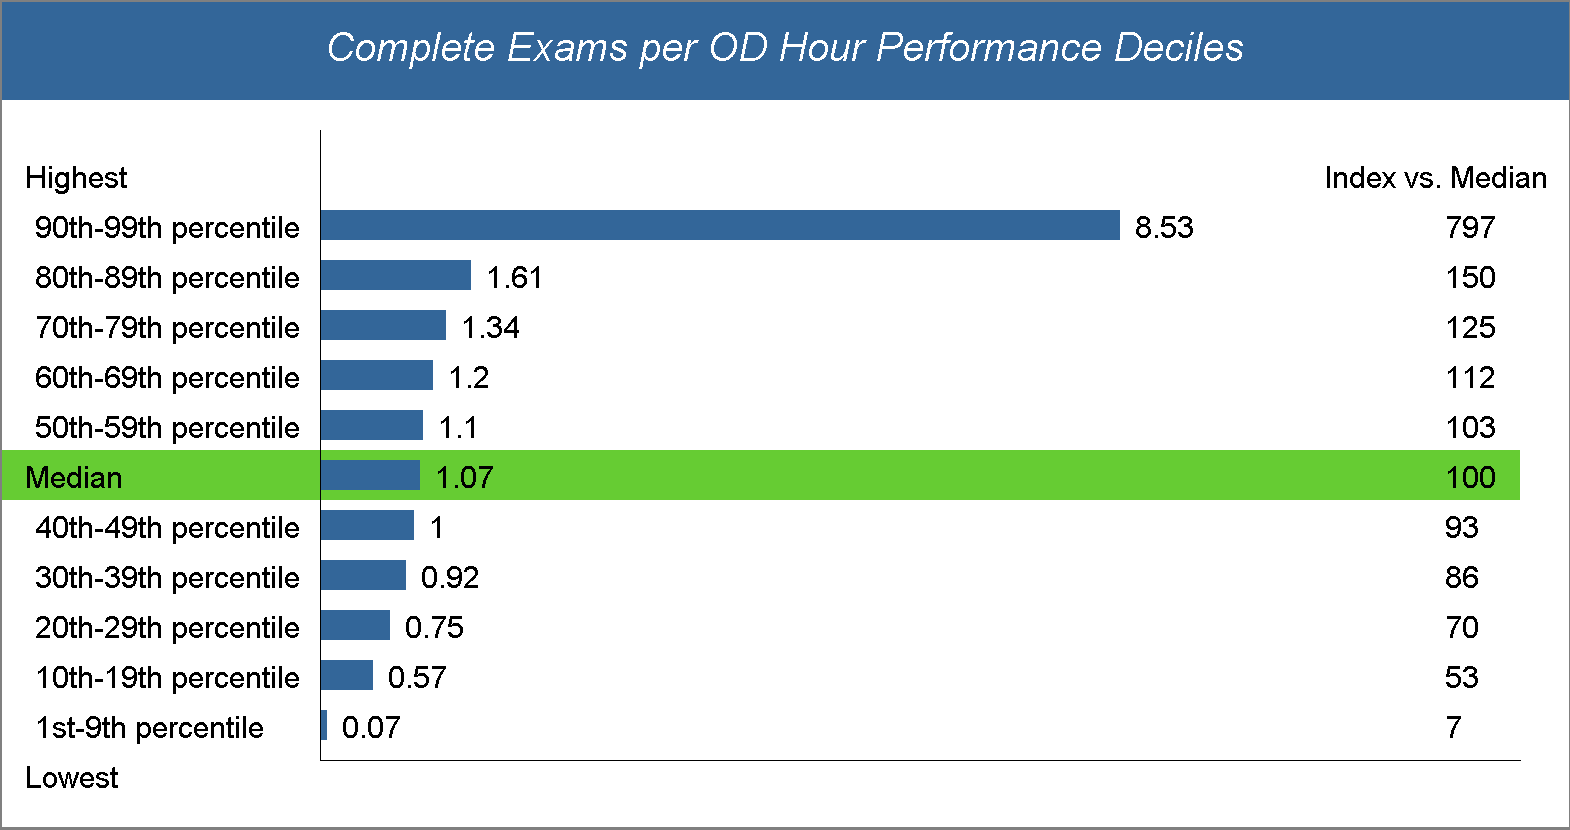 Complete Exams per OD Hour Performance Deciles
Highest Index vs. Median
90th-99th percentile 8.53 797
80th-89th percentile 1.61 150
70th-79th percentile 1.34 125
60th-69th percentile 1.2 112
50th-59th percentile 1.1 103
Median 1.07 100
40th-49th percentile 1 93
30th-39th percentile 0.92 86
20th-29th percentile 0.75 70
10th-19th percentile 0.57 53
1st-9th percentile 0.07 7
Lowest